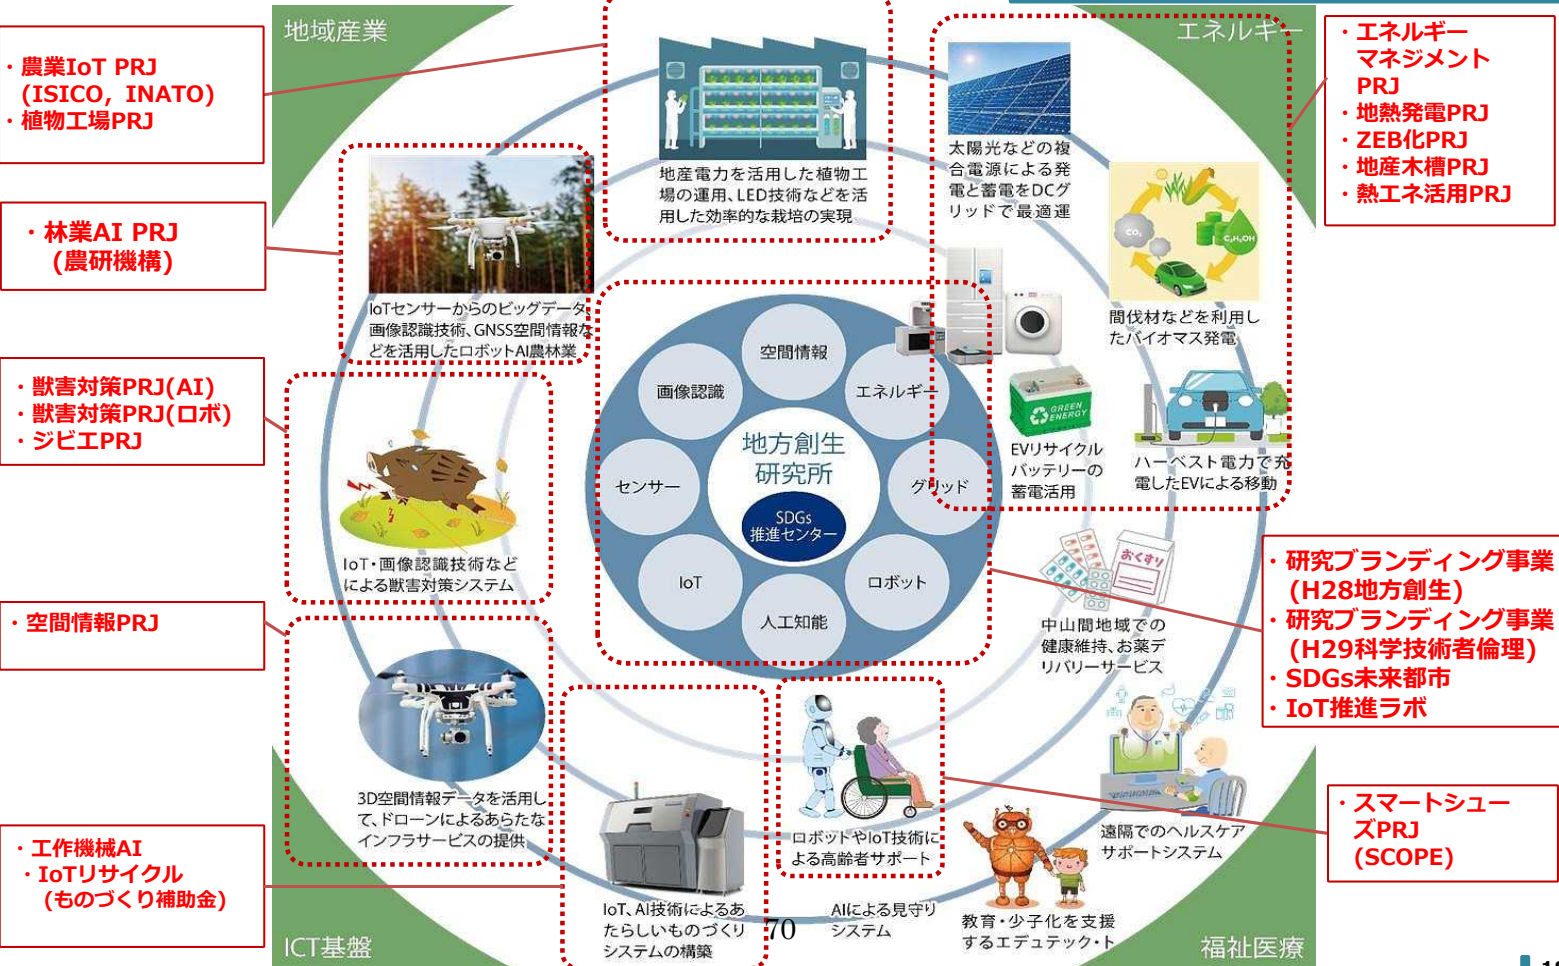 地域産業
エネルギー
・農業IoT PRJ
(ISICO，INATO)
・植物工場PRJ
・林業AI PRJ
(農研機構)
・獣害対策PRJ(AI)
・獣害対策PRJ(ロボ)
・ジビエPRJ
・空間情報PRJ
・工作機械AI
・IoTリサイクル
(ものづくり補助金)
地産電力を活用した植物工
場の運用、LED技術などを活
用した効率的な栽培の実現
IoTセンサーからのビッグデータ、
画像認識技術、GNSS空間情報な
どを活用したロボットAI農林業
IoT・画像認識技術など
による獣害対策システム
3D空間情報データを活用し
て、ドローンによるあらたな
インフラサービスの提供
IoT、AI技術によるあ
たらしいものづくり
システムの構築
空間情報
画像認識
エネルギー
センサー
グリッド
IoT
ロボット
人工知能
地方創生
研究所
SDGs
推進センター
太陽光などの複
合電源による発
電と蓄電をDCグ
リッドで最適運
CO₂
C₂H₅OH
間伐材などを利用し
たバイオマス発電
GREEN
ENERGY
EVリサイクル
バッテリーの
蓄電活用
ハーベスト電力で充
電したEVによる移動
おくすり
中山間地域での
健康維持、お薬デ
リバリーサービス
遠隔でのヘルスケア
サポートシステム
ロボットやIoT技術に
よる高齢者サポート
AIによる見守り
システム
教育・少子化を支援
するエデュテック・ト
・エネルギー
マネジメント
PRJ
・地熱発電PRJ
・ZEB化PRJ
・地産木槽PRJ
・熱エネ活用PRJ
・研究ブランディング事業
(H28地方創生)
・研究ブランディング事業
(H29科学技術者倫理)
・SDGs未来都市
・IoT推進ラボ
・スマートシュー
ズPRJ
(SCOPE)
ICT基盤
70
福祉医療